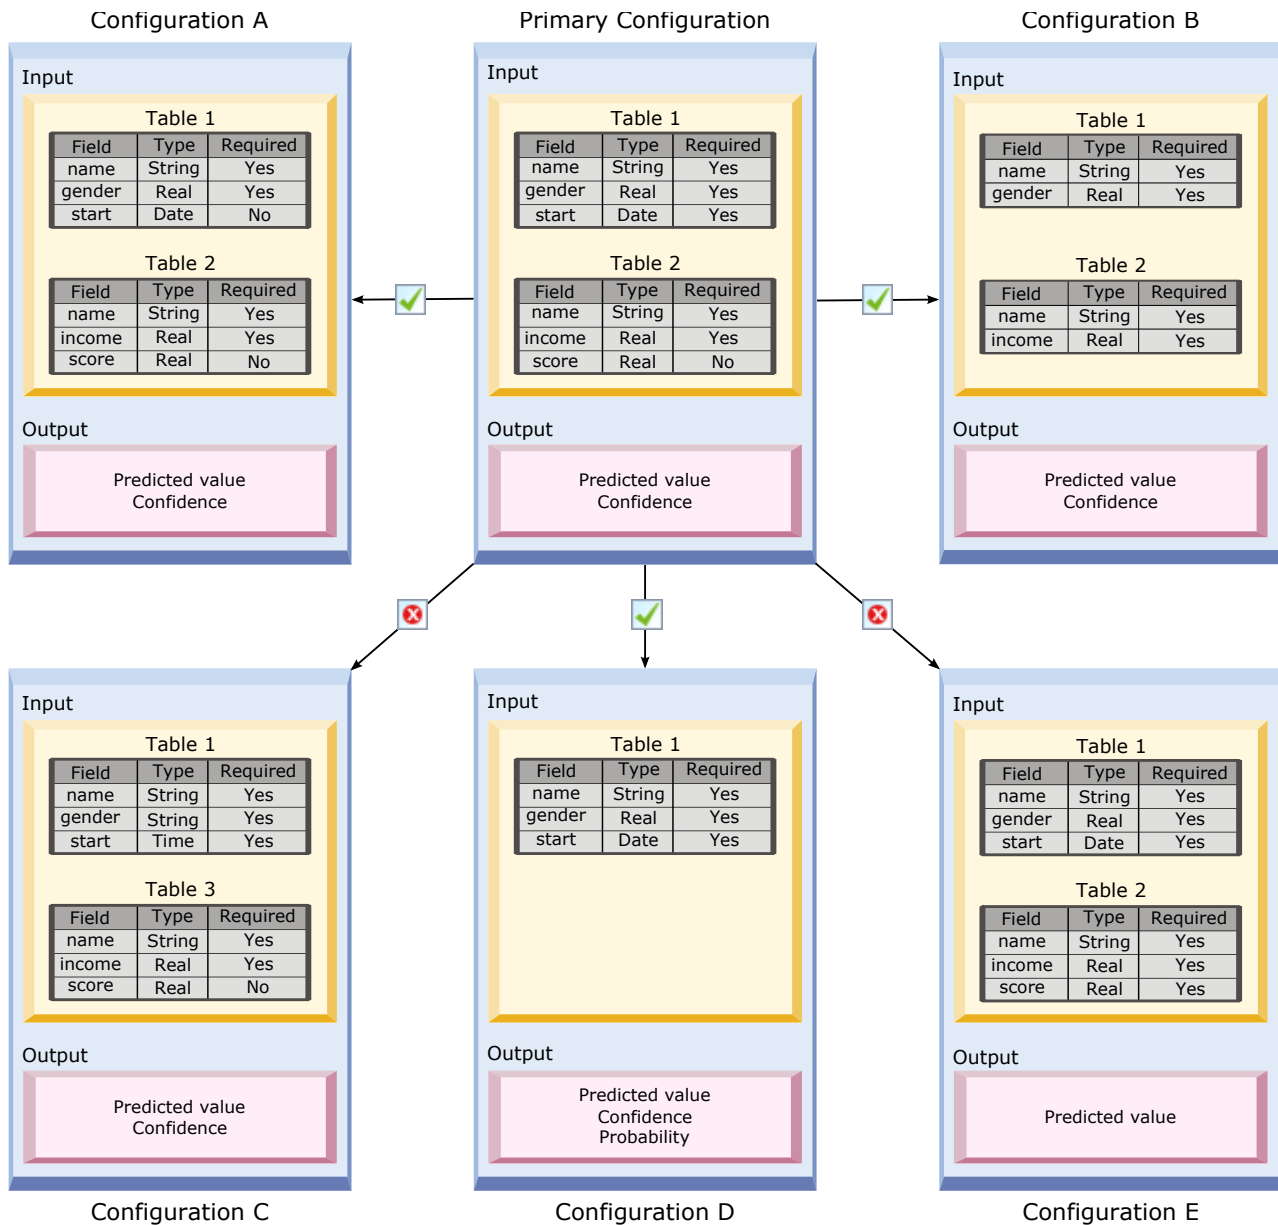 Configuration A
Input
Table 1
Field Type Required
name String Yes
gender Real Yes
start Date No
Table 2
Field Type Required
name String Yes
income Real Yes
score Real No
Output
Predicted value
Confidence
Primary Configuration
Input
Table 1
Field Type Required
name String Yes
gender Real Yes
start Date Yes
Table 2
Field Type Required
name String Yes
income Real Yes
score Real No
Output
Predicted value
Confidence
Configuration B
Input
Table 1
Field Type Required
name String Yes
gender Real Yes
Table 2
Field Type Required
name String Yes
income Real Yes
Output
Predicted value
Confidence
Input
Table 1
Field Type Required
name String Yes
gender String Yes
start Time Yes
Table 3
Field Type Required
name String Yes
income Real Yes
score Real No
Output
Predicted value
Confidence
Configuration C
Input
Table 1
Field Type Required
name String Yes
gender Real Yes
start Date Yes
Output
Predicted value
Confidence
Probability
Configuration D
Input
Table 1
Field Type Required
name String Yes
gender Real Yes
start Date Yes
Table 2
Field Type Required
name String Yes
income Real Yes
score Real Yes
Output
Predicted value
Configuration E